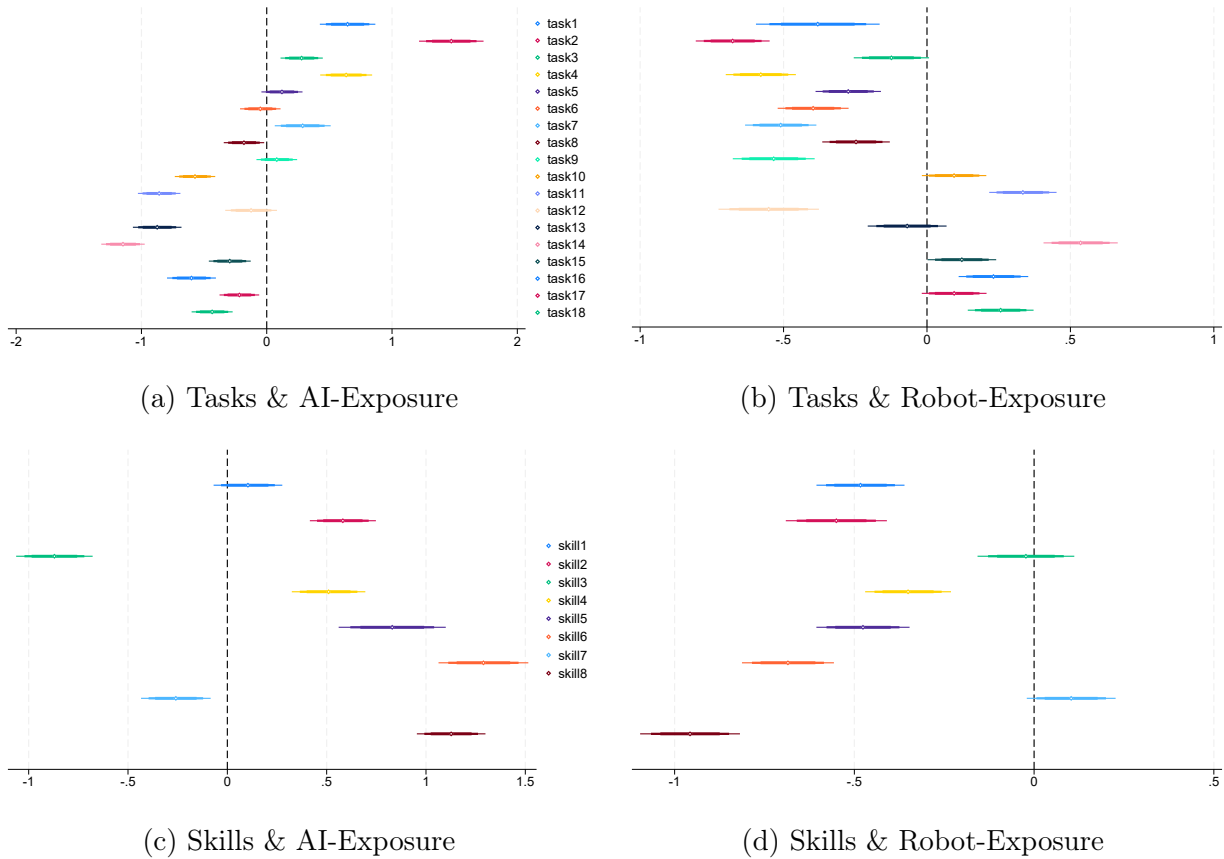 task1
task2
task3
task4
task5
task6
task7
task8
task9
task10
task11
task12
task13
task14
task15
task16
task17
task18
-2 -1 0 1 2
-1 -.5 0 .5 1
(a) Tasks & AI-Exposure
(b) Tasks & Robot-Exposure
skill1
skill2
skill3
skill4
skill5
skill6
skill7
skill8
-1 -.5 0 .5 1 1.5
-1 -.5 0 .5
(c) Skills & AI-Exposure
(d) Skills & Robot-Exposure